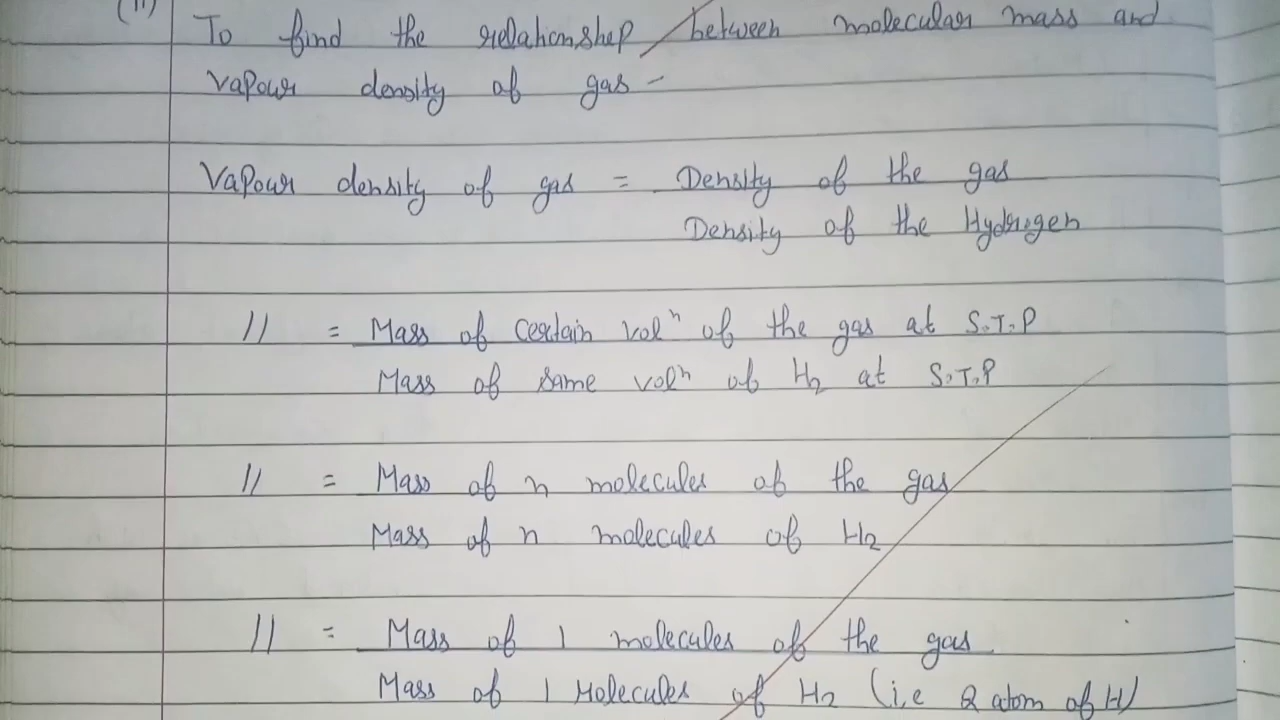 (11)
To find the relationshep between molecular mass and
Vapour density of gas -
Vapour density of gas = Density of the gas
Density of the Hydrogen
// = Mass of certain volⁿ of the gas at S.T.P
Mass of same volⁿ of H₂ at S.T.P
// = Mass of n molecules of the gas
Mass of n molecules of H₂
// = Mass of 1 molecules of the gas
Mass of 1 Molecules of H₂ (i,e 2 atom of H)